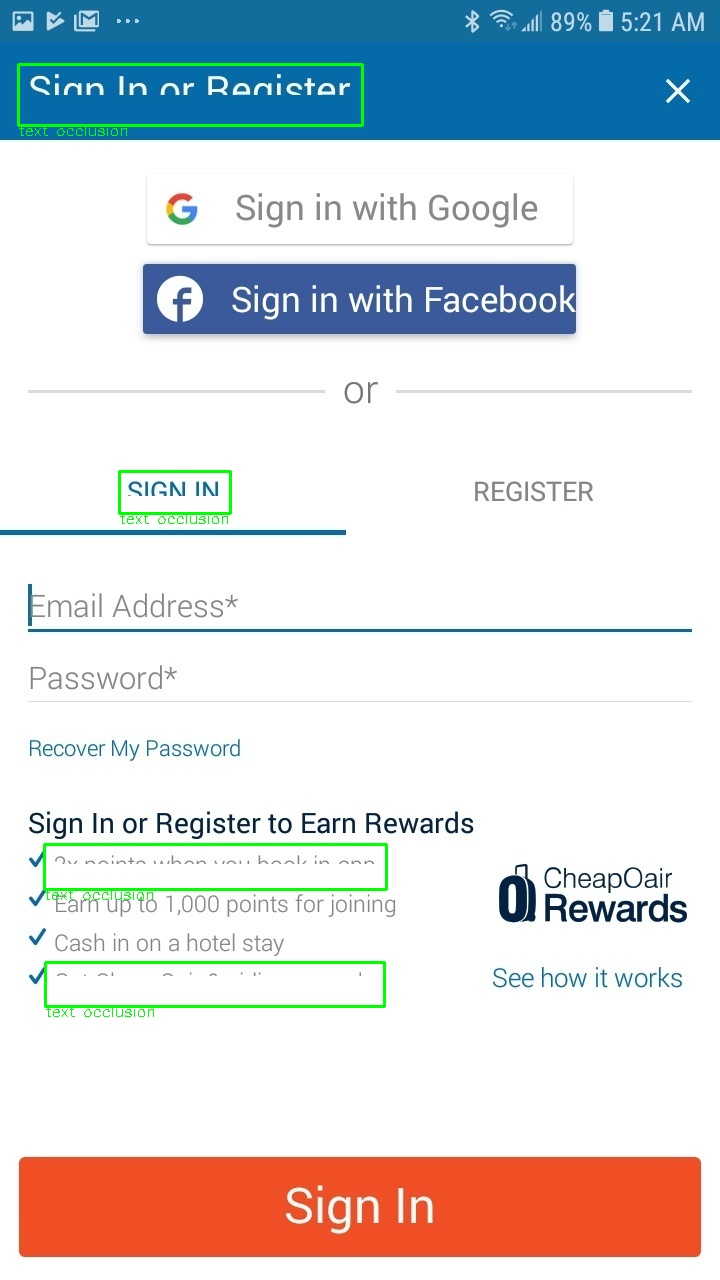 89% 5:21 AM
Sign In or Register
text occlusion
Sign in with Google
Sign in with Facebook
or
SIGN IN
REGISTER
text occlusion
Email Address*
Password*
Recover My Password
Sign In or Register to Earn Rewards
2x points when you book in app
text occlusion
Earn up to 1,000 points for joining
Cash in on a hotel stay
text occlusion
CheapOair
Rewards
See how it works
Sign In